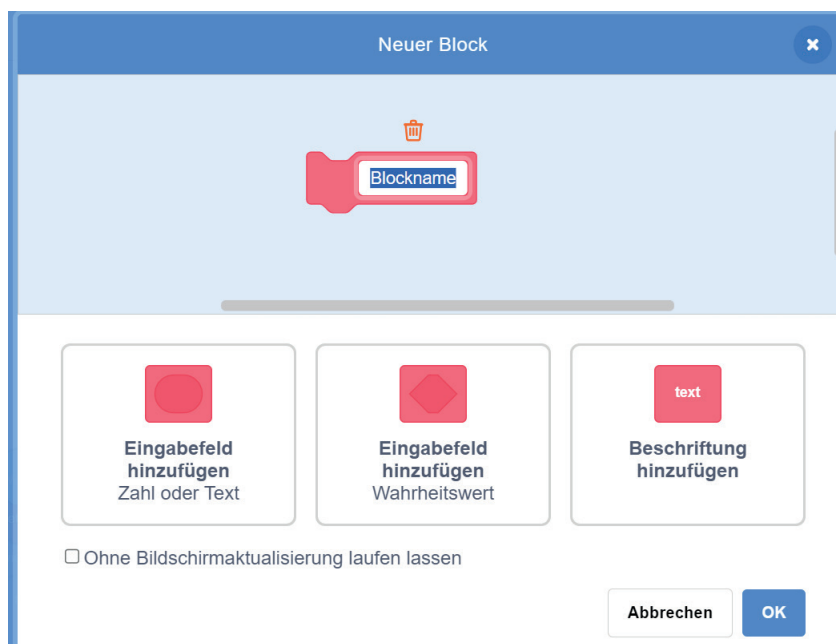 Neuer Block
Blockname
text
Eingabefeld
hinzufügen
Zahl oder Text
Eingabefeld
hinzufügen
Wahrheitswert
Beschriftung
hinzufügen
Ohne Bildschirmaktualisierung laufen lassen
Abbrechen
OK